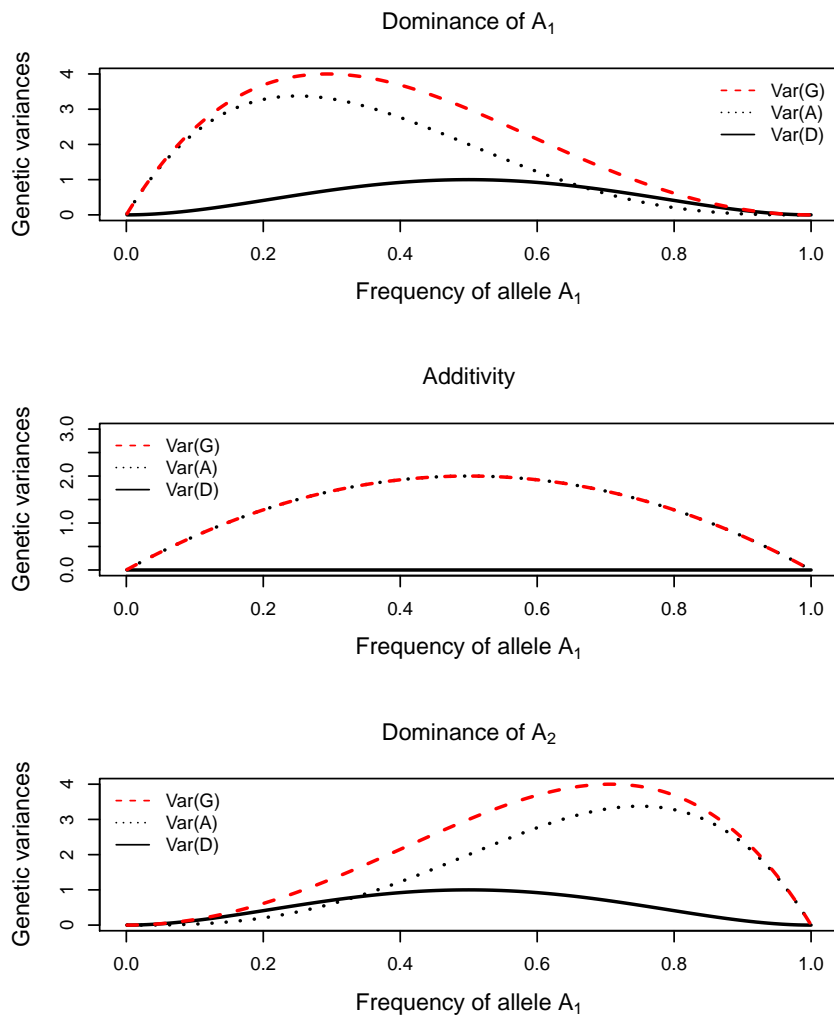 Dominance of A₁
Genetic variances
4
3
2
1
0
Var(G)
Var(A)
Var(D)
0.0 0.2 0.4 0.6 0.8 1.0
Frequency of allele A₁
Additivity
Genetic variances
3.0
2.0
1.0
0.0
Var(G)
Var(A)
Var(D)
0.0 0.2 0.4 0.6 0.8 1.0
Frequency of allele A₁
Dominance of A₂
Genetic variances
4
3
2
1
0
Var(G)
Var(A)
Var(D)
0.0 0.2 0.4 0.6 0.8 1.0
Frequency of allele A₁